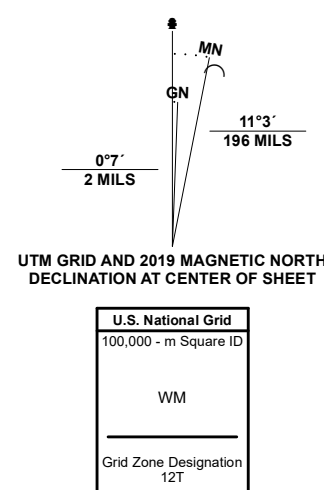 MN
GN
11°3´
196 MILS
0°7´
2 MILS
UTM GRID AND 2019 MAGNETIC NORTH
DECLINATION AT CENTER OF SHEET
U.S. National Grid
100,000 - m Square ID
WM
Grid Zone Designation
12T